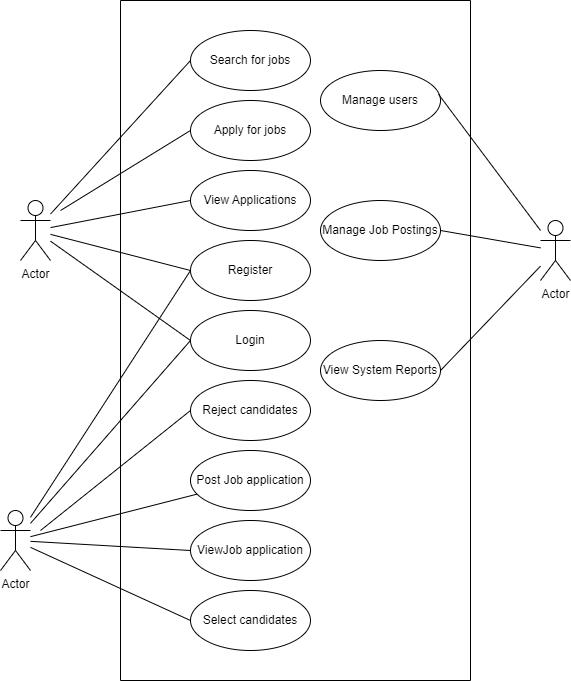 Search for jobs
Manage users
Apply for jobs
View Applications
Manage Job Postings
Register
Actor
Actor
Login
View System Reports
Reject candidates
Post Job application
ViewJob application
Actor
Select candidates